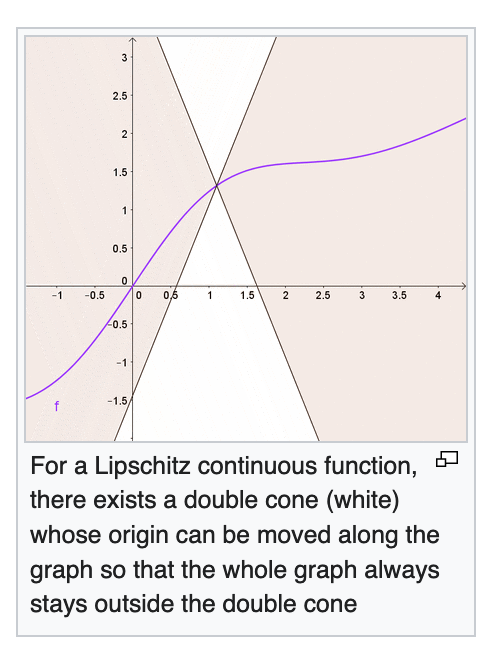 3
2.5
2
1.5
1
0.5
0
−1 −0.5 0 0.5 1 1.5 2 2.5 3 3.5 4
−0.5
−1
−1.5
f
For a Lipschitz continuous function,
there exists a double cone (white)
whose origin can be moved along the
graph so that the whole graph always
stays outside the double cone